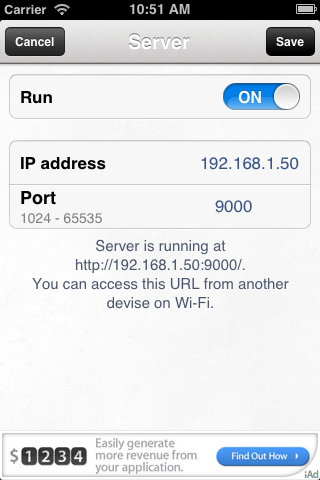 Carrier 10:51 AM
Cancel Server Save
Run ON
IP address 192.168.1.50
Port 9000
1024 - 65535
Server is running at
http://192.168.1.50:9000/.
You can access this URL from another
devise on Wi-Fi.
$1234 Easily generate
more revenue from
your application.
Find Out How
iAd